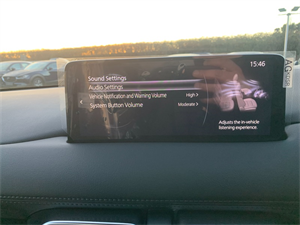 15:46
Sound Settings
Audio Settings
Vehicle Notification and Warning Volume High >
System Button Volume Moderate >
Adjusts the in-vehicle
listening experience.